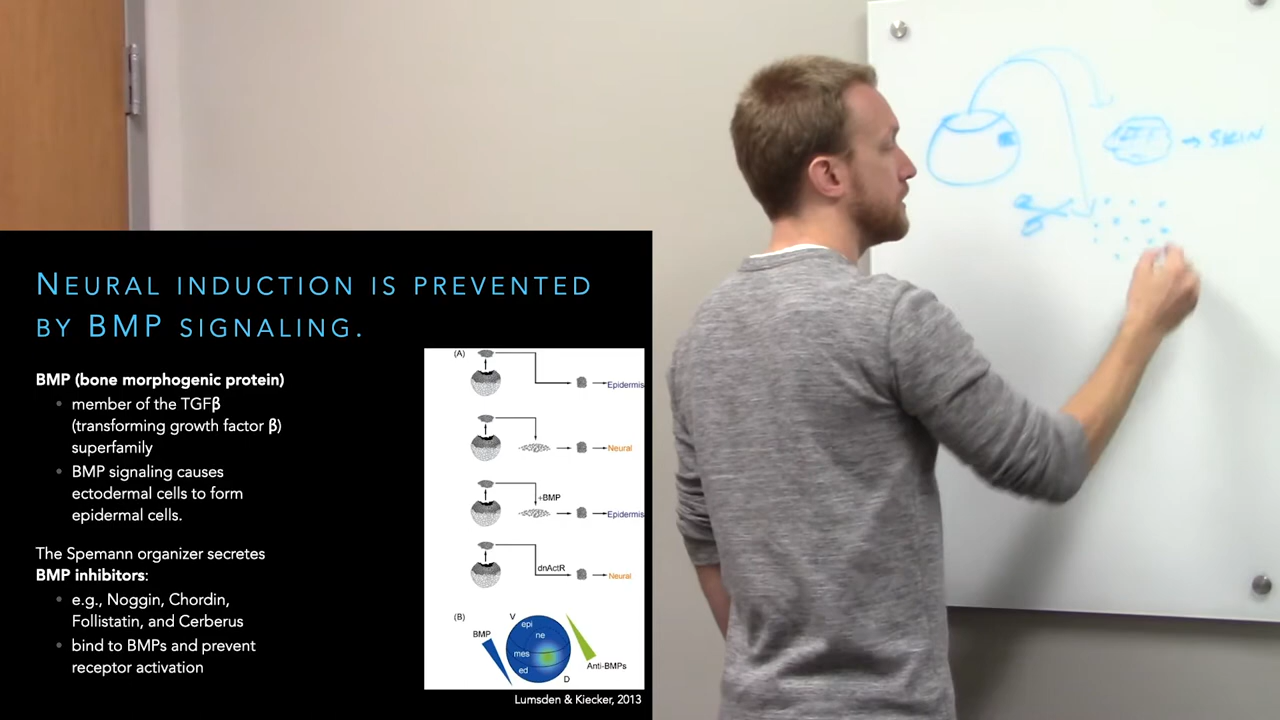 NEURAL INDUCTION IS PREVENTED
BY BMP SIGNALING.
BMP (bone morphogenic protein)
• member of the TGFβ
(transforming growth factor β)
superfamily
• BMP signaling causes
ectodermal cells to form
epidermal cells.
The Spemann organizer secretes
BMP inhibitors:
• e.g., Noggin, Chordin,
Follistatin, and Cerberus
• bind to BMPs and prevent
receptor activation
(A)
Epidermis
Neural
+BMP
Epidermis
dnActR
Neural
(B)
V
epi
BMP
ne
mes
ed
Anti-BMPs
D
Lumsden & Kiecker, 2013
→ SKIN